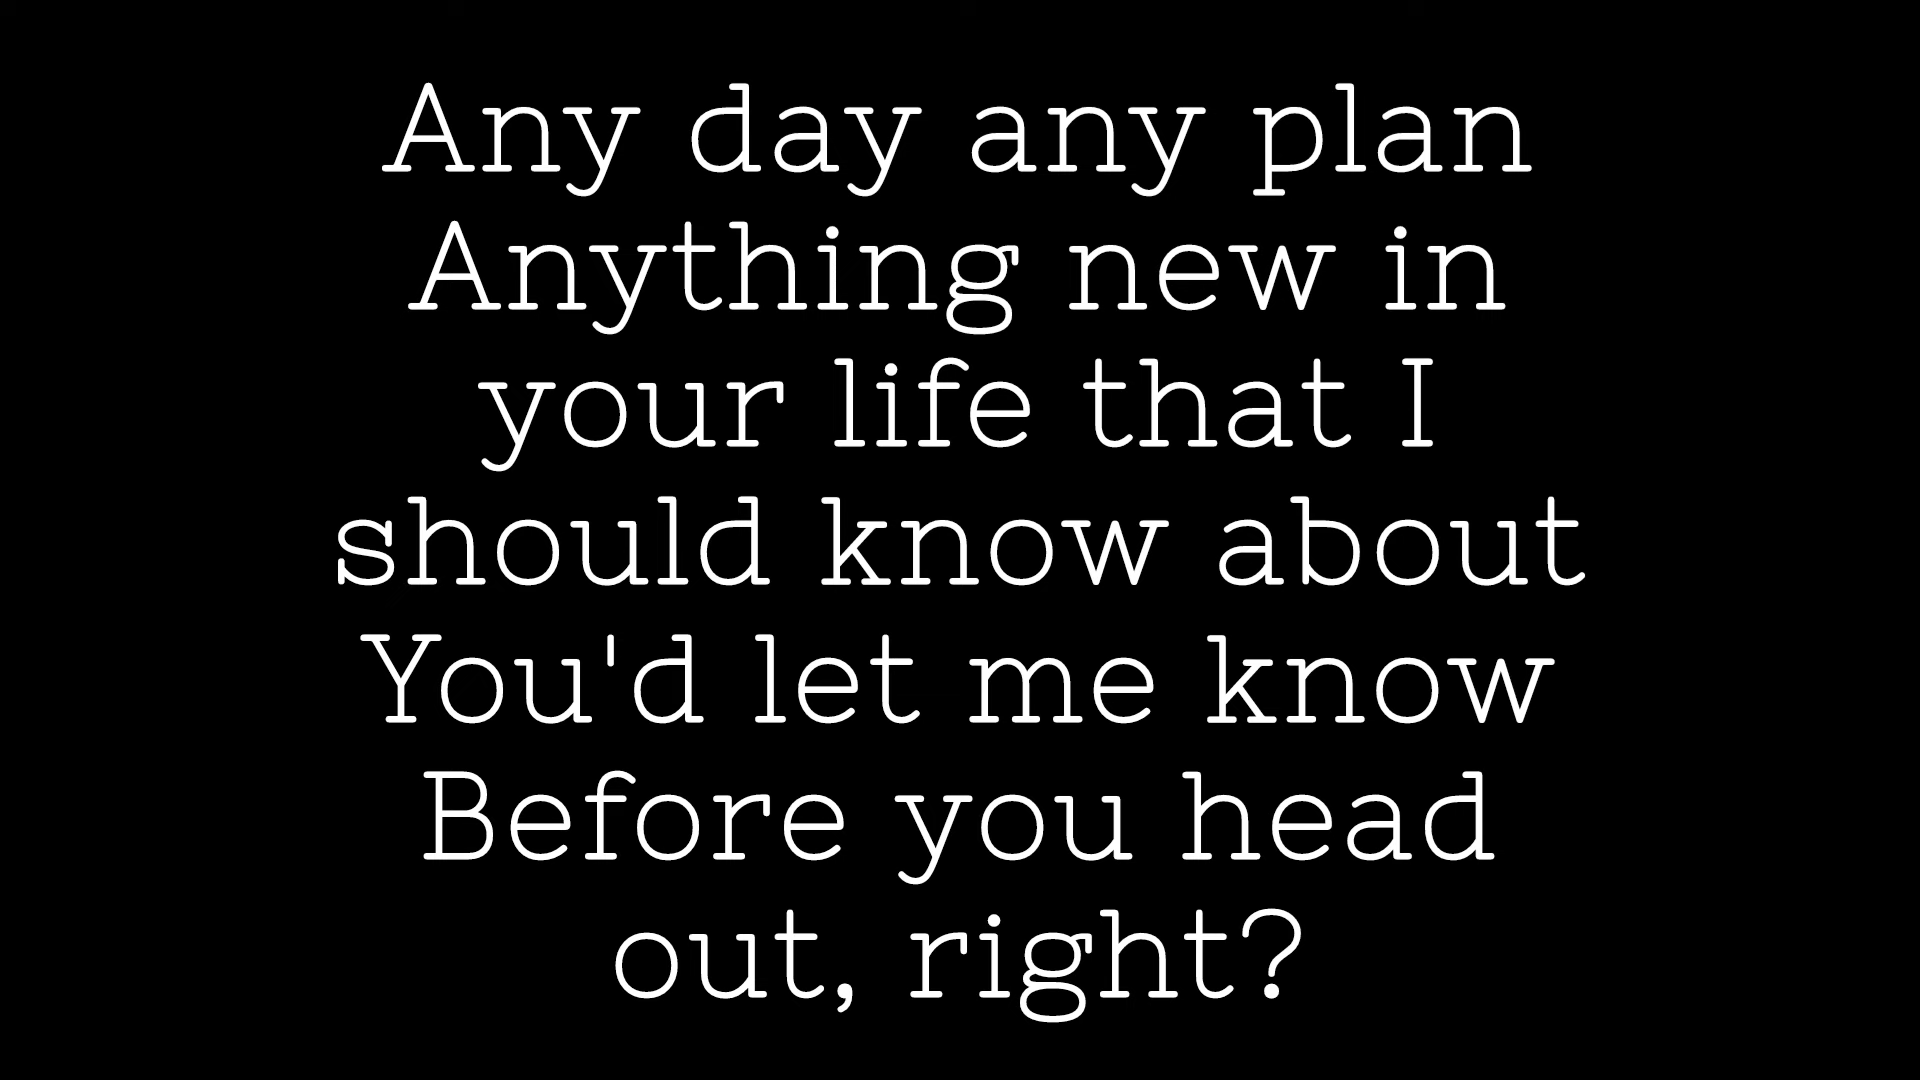 Any day any plan
Anything new in
your life that I
should know about
You'd let me know
Before you head
out, right?